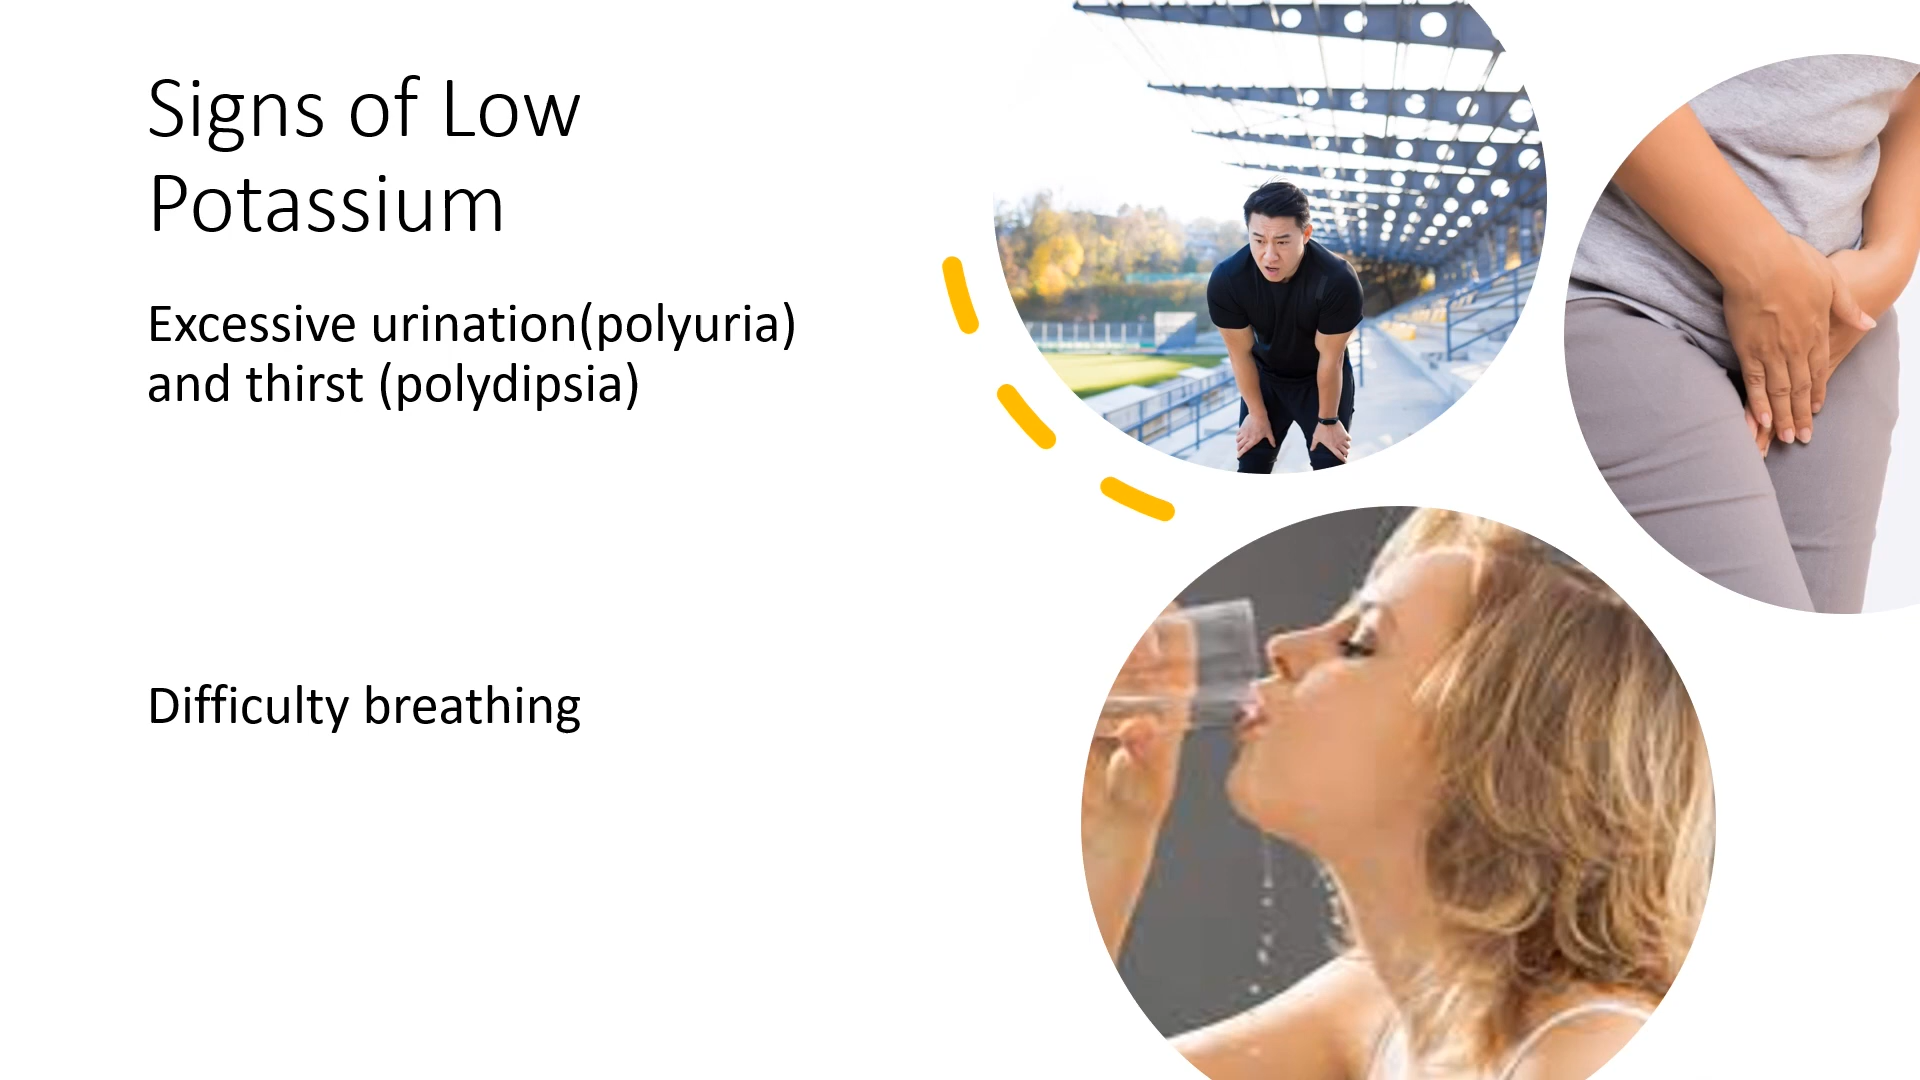 Signs of Low
Potassium
Excessive urination(polyuria)
and thirst (polydipsia)
Difficulty breathing